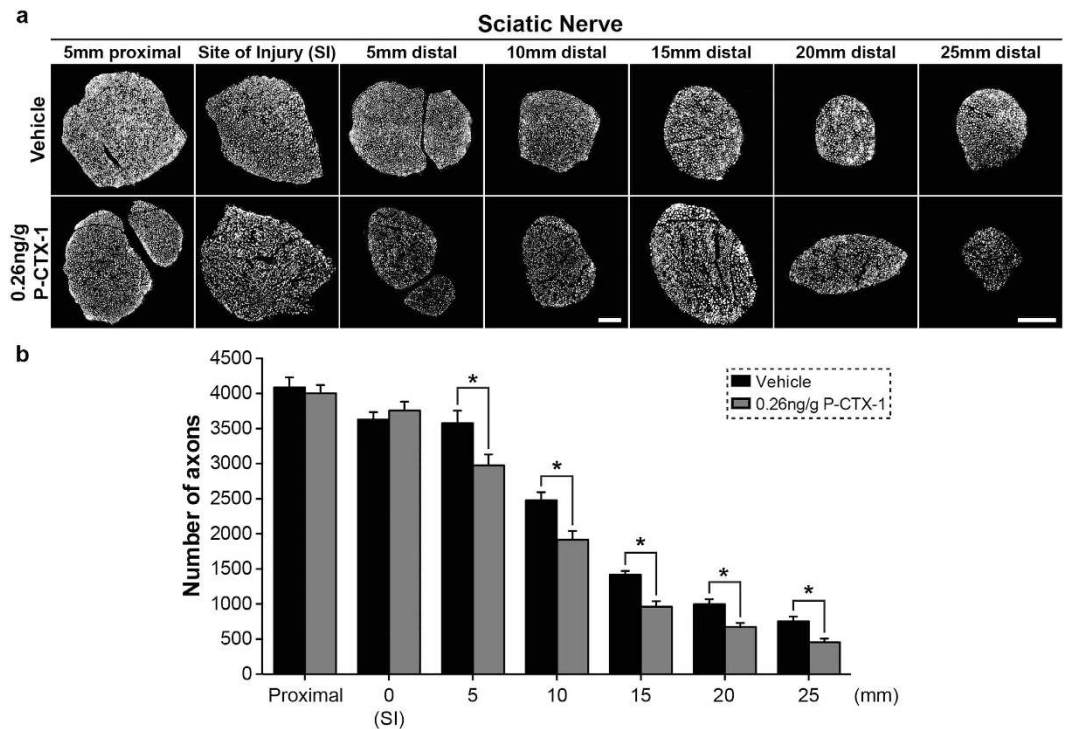 a
Sciatic Nerve
5mm proximal Site of Injury (SI) 5mm distal 10mm distal 15mm distal 20mm distal 25mm distal
Vehicle
0.26ng/g
P-CTX-1
b
Number of axons
4500
4000
3500
3000
2500
2000
1500
1000
500
0
* * * * *
Vehicle
0.26ng/g P-CTX-1
Proximal 0 5 10 15 20 25 (mm)
(SI)